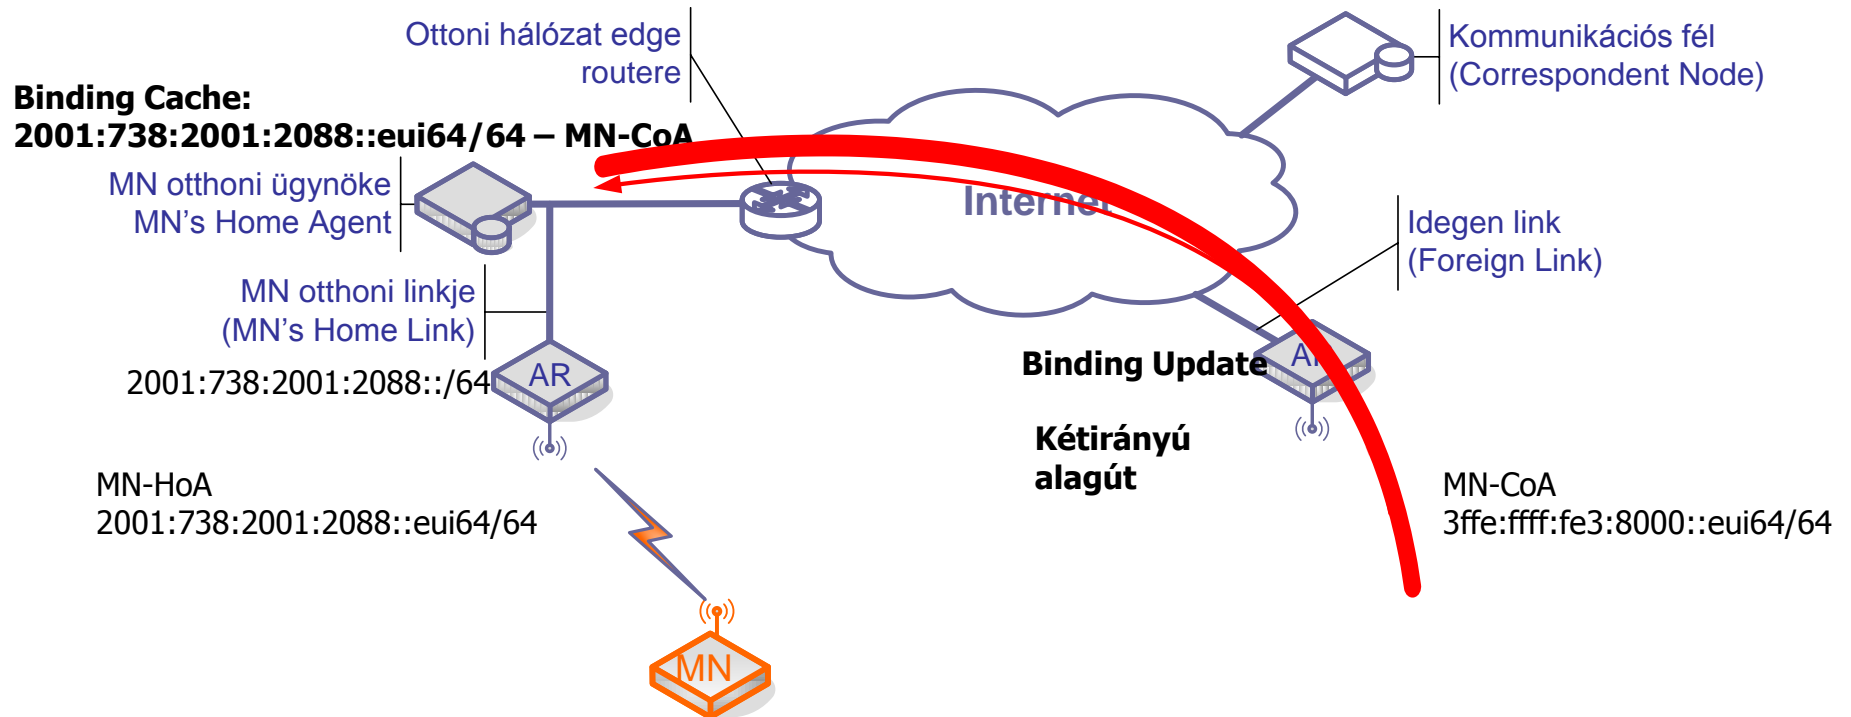 Ottoni hálózat edge
routere
Kommunikációs fél
(Correspondent Node)
Binding Cache:
2001:738:2001:2088::eui64/64 – MN-CoA
MN otthoni ügynöke
MN's Home Agent
Internet
Idegen link
(Foreign Link)
MN otthoni linkje
(MN's Home Link)
2001:738:2001:2088::/64
AR
Binding Update
Kétirányú
alagút
MN-HoA
2001:738:2001:2088::eui64/64
MN-CoA
3ffe:ffff:fe3:8000::eui64/64
MN